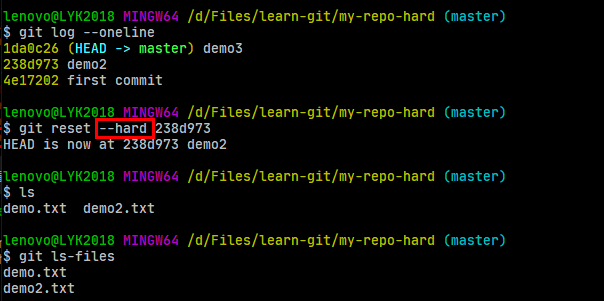 lenovo@LYK2018 MINGW64 /d/Files/learn-git/my-repo-hard (master)
$ git log --oneline
1da0c26 (HEAD -> master) demo3
238d973 demo2
4e17202 first commit
lenovo@LYK2018 MINGW64 /d/Files/learn-git/my-repo-hard (master)
$ git reset --hard 238d973
HEAD is now at 238d973 demo2
lenovo@LYK2018 MINGW64 /d/Files/learn-git/my-repo-hard (master)
$ ls
demo.txt  demo2.txt
lenovo@LYK2018 MINGW64 /d/Files/learn-git/my-repo-hard (master)
$ git ls-files
demo.txt
demo2.txt